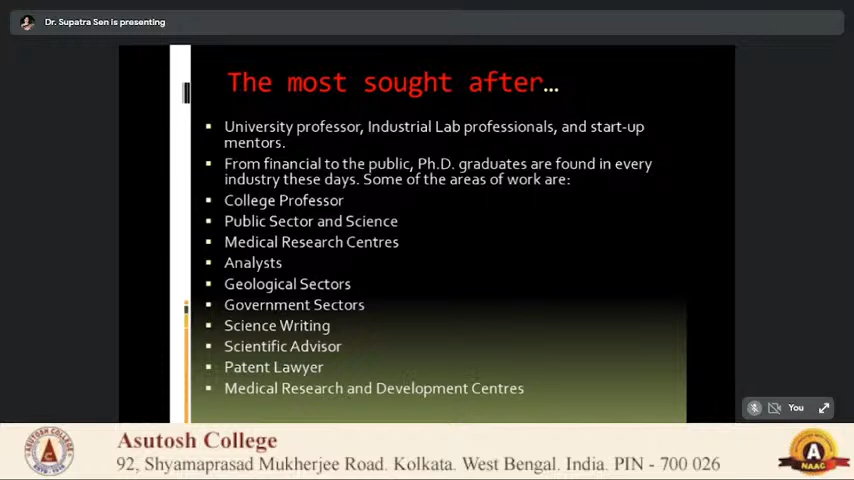 Dr. Supatra Sen is presenting
The most sought after…
▪ University professor, Industrial Lab professionals, and start-up
mentors.
▪ From financial to the public, Ph.D. graduates are found in every
industry these days. Some of the areas of work are:
▪ College Professor
▪ Public Sector and Science
▪ Medical Research Centres
▪ Analysts
▪ Geological Sectors
▪ Government Sectors
▪ Science Writing
▪ Scientific Advisor
▪ Patent Lawyer
▪ Medical Research and Development Centres
You
Asutosh College
92, Shyamaprasad Mukherjee Road. Kolkata. West Bengal. India. PIN - 700 026
A
NAAC